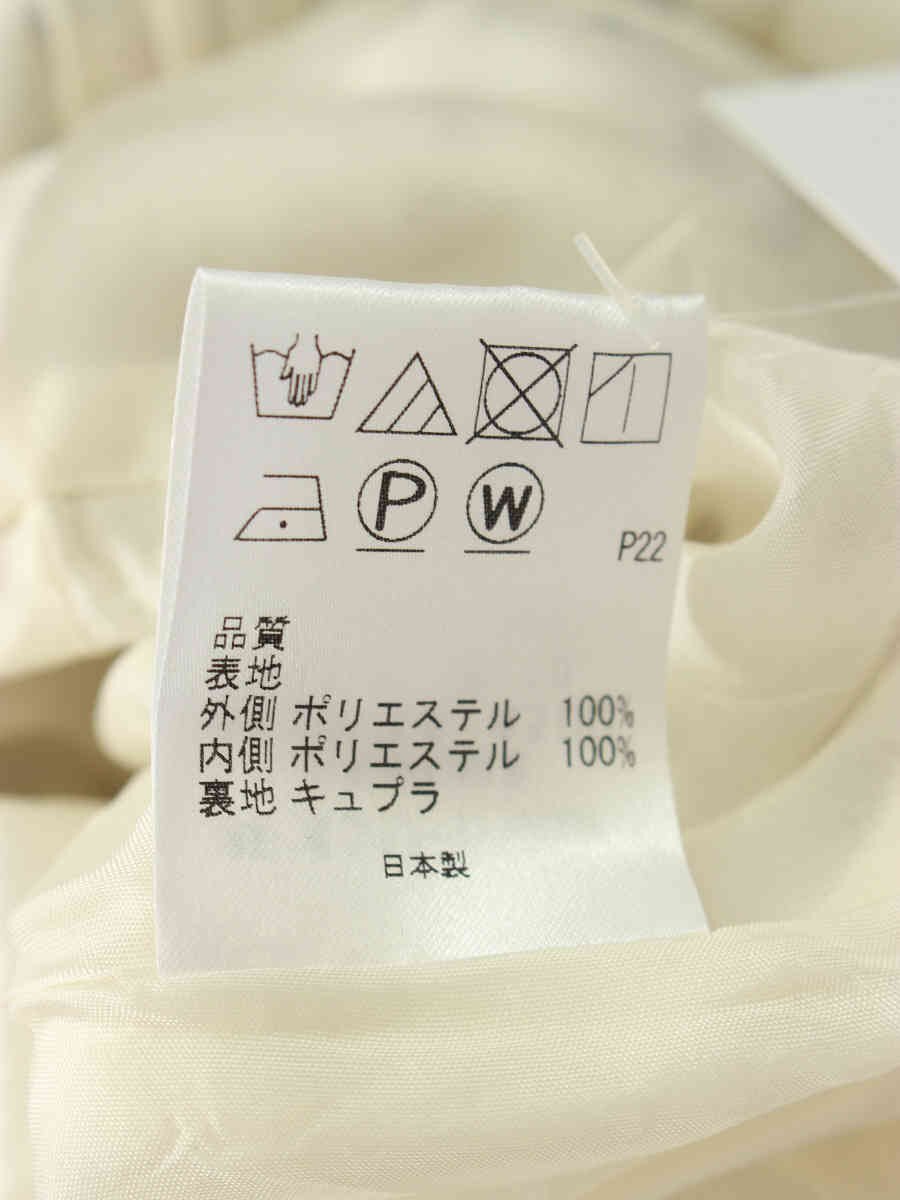 P W
P22
品質
表地
外側 ポリエステル 100%
内側 ポリエステル 100%
裏地 キュプラ
日本製